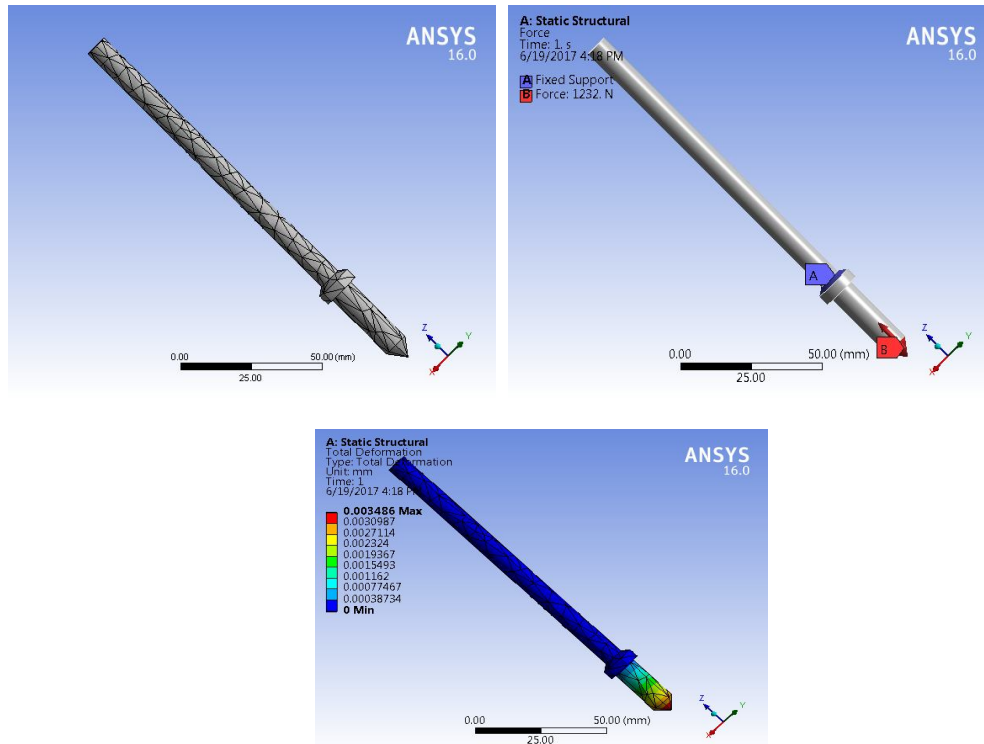 ANSYS
16.0
Z
Y
X
0.00
50.00 (mm)
25.00
A: Static Structural
Force
Time: 1. s
6/19/2017 4:18 PM
A Fixed Support
B Force: 1232. N
ANSYS
16.0
A
B
Z
Y
X
0.00
50.00 (mm)
25.00
A: Static Structural
Total Deformation
Type: Total Deformation
Unit: mm
Time: 1
6/19/2017 4:18 PM
ANSYS
16.0
0.003486 Max
0.0030987
0.0027114
0.002324
0.0019367
0.0015493
0.001162
0.00077467
0.00038734
0 Min
Z
Y
X
0.00
50.00 (mm)
25.00